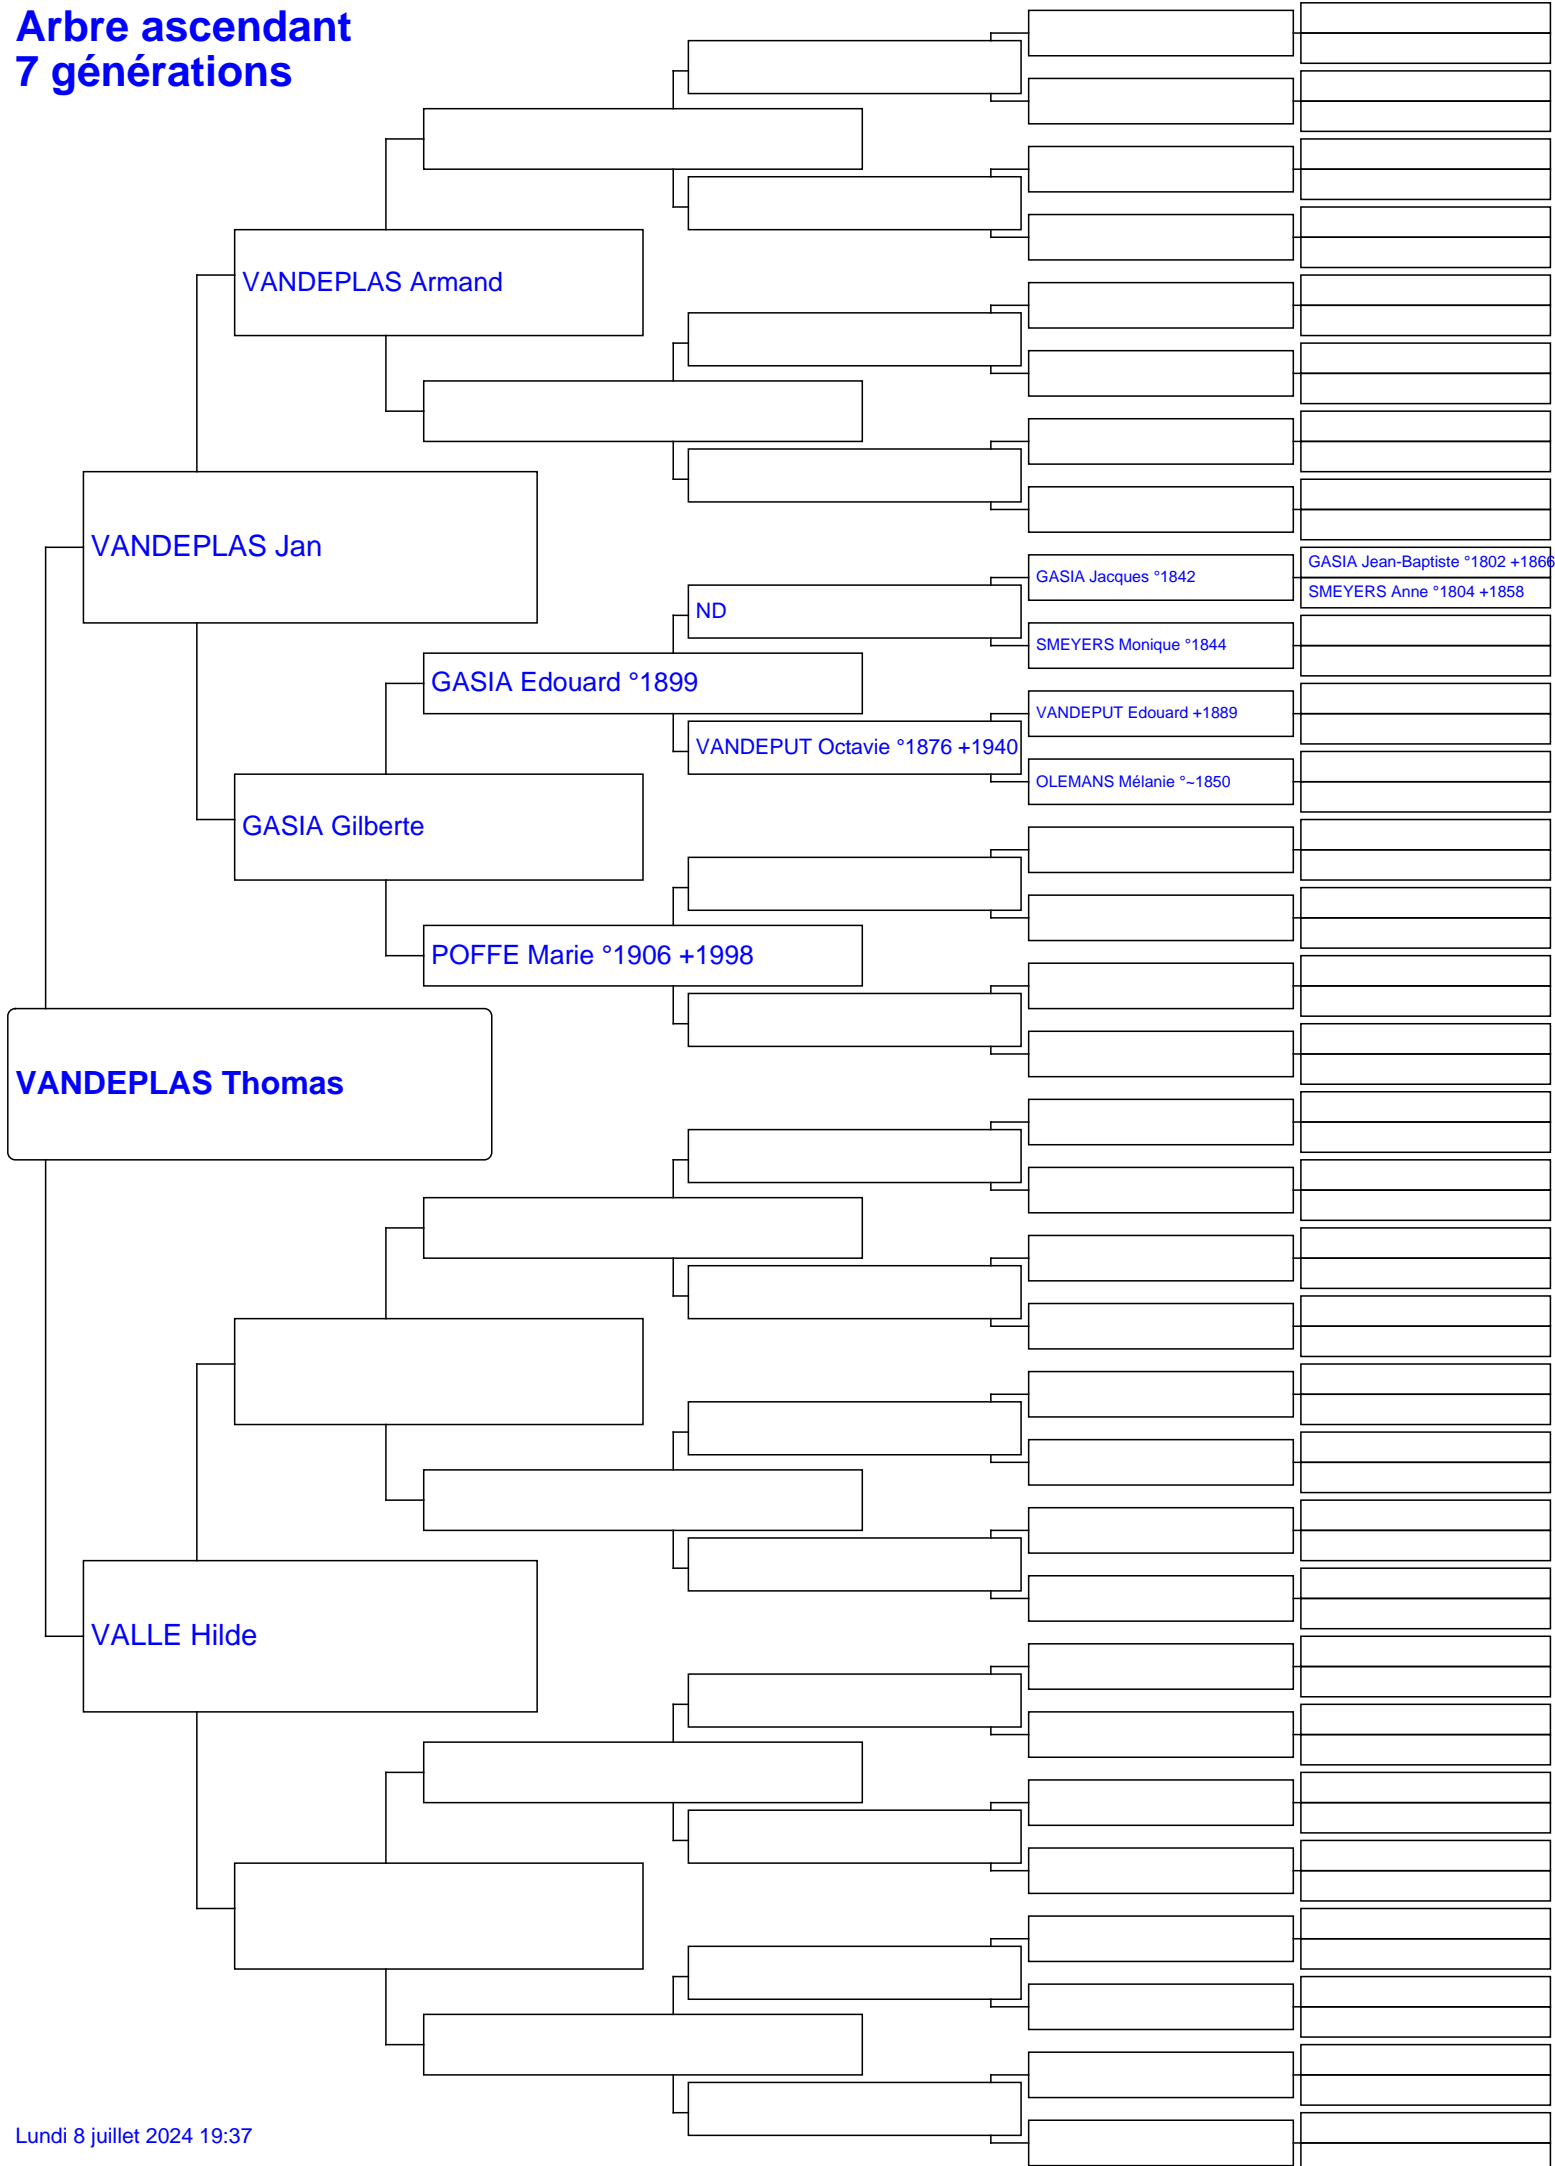 Arbre ascendant
7 générations
VANDEPLAS Armand
VANDEPLAS Jan
GASIA Jean-Baptiste °1802 +1866
GASIA Jacques °1842
SMEYERS Anne °1804 +1858
ND
SMEYERS Monique °1844
GASIA Edouard °1899
VANDEPUT Edouard +1889
VANDEPUT Octavie °1876 +1940
OLEMANS Mélanie °~1850
GASIA Gilberte
POFFE Marie °1906 +1998
VANDEPLAS Thomas
VALLE Hilde
Lundi 8 juillet 2024 19:37